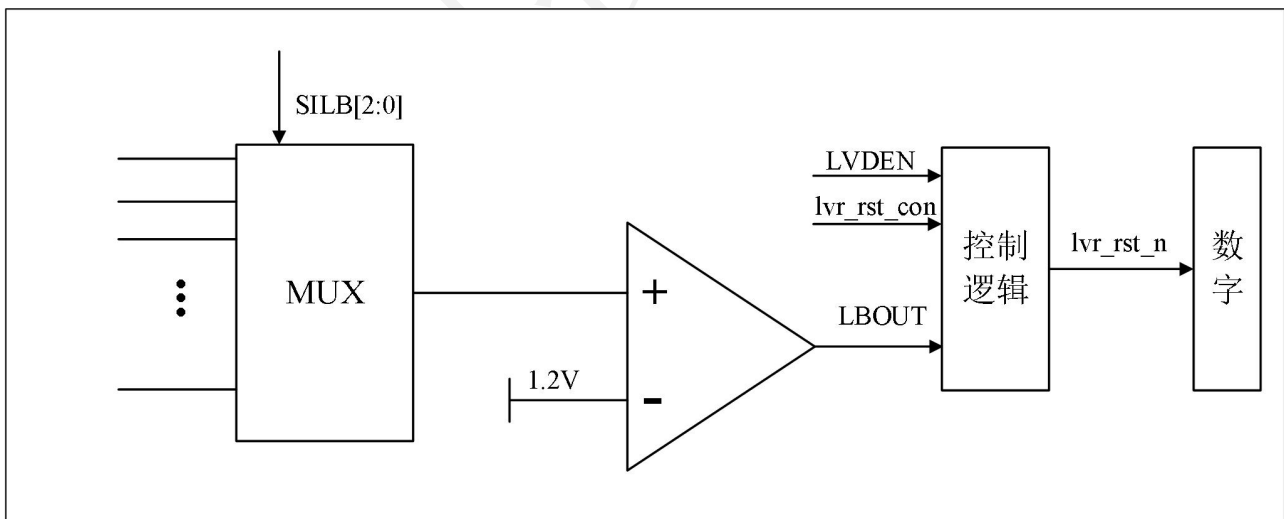 SILB[2:0]
MUX
1.2V
+
-
LVDEN
lvr_rst_con
LBOUT
控制
逻辑
lvr_rst_n
数
字